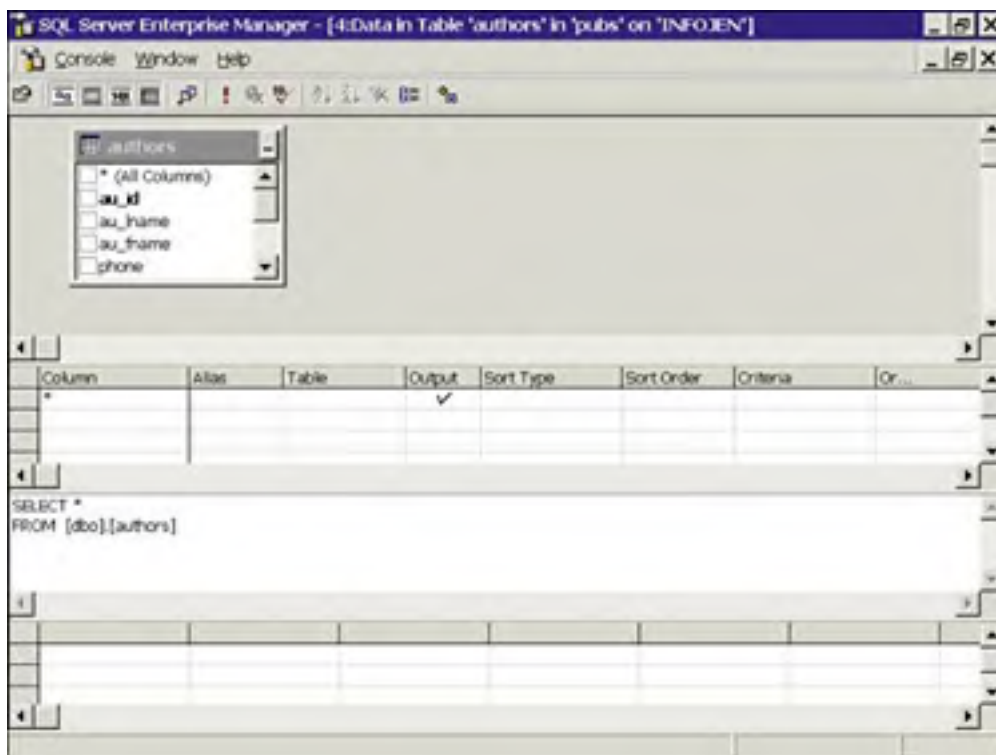 SQL Server Enterprise Manager - [4:Data in Table 'authors' in 'pubs' on 'INFOJEN']
Console Window Help
authors
* (All Columns)
au_id
au_lname
au_fname
phone
Column Alias Table Output Sort Type Sort Order Criteria Or...
*
SELECT *
FROM [dbo].[authors]